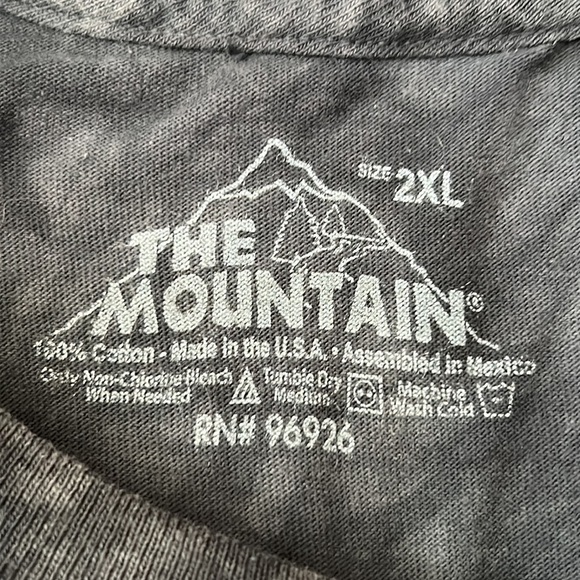 SIZE 2XL
THE
MOUNTAIN®
100% Cotton - Made in the U.S.A. • Assembled in Mexico
Only Non-Chlorine Bleach When Needed
Tumble Dry Medium
Machine Wash Cold
RN# 96926